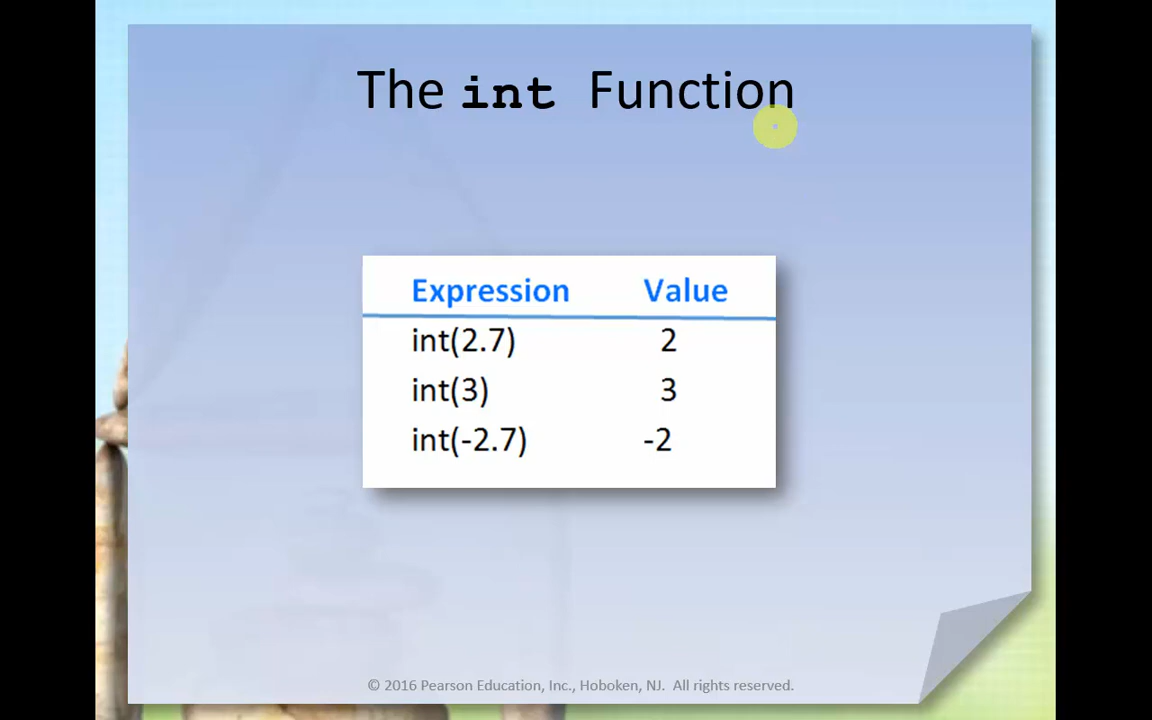 The int Function
Expression Value
int(2.7) 2
int(3) 3
int(-2.7) -2
© 2016 Pearson Education, Inc., Hoboken, NJ. All rights reserved.